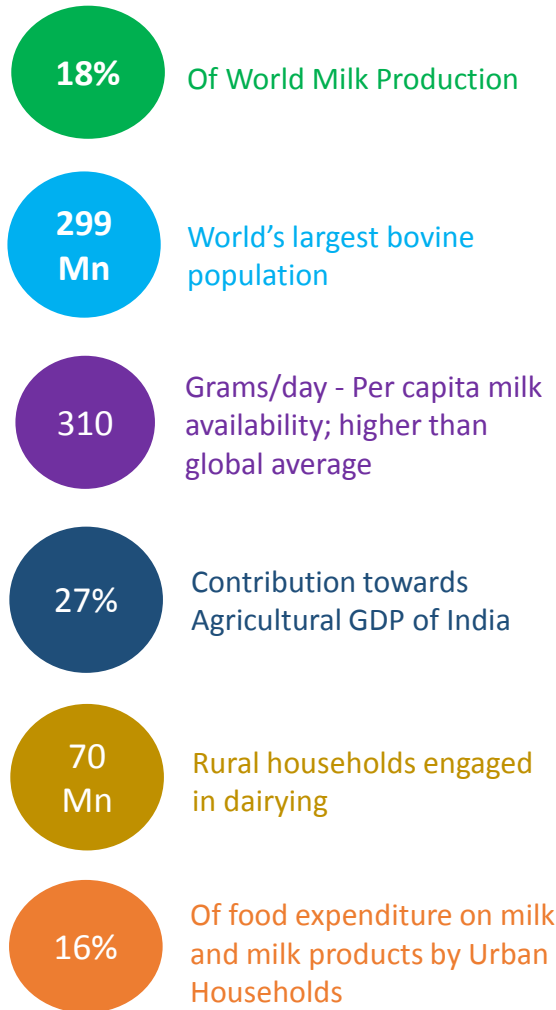 18%
Of World Milk Production
299
Mn
World’s largest bovine
population
310
Grams/day - Per capita milk
availability; higher than
global average
27%
Contribution towards
Agricultural GDP of India
70
Mn
Rural households engaged
in dairying
16%
Of food expenditure on milk
and milk products by Urban
Households